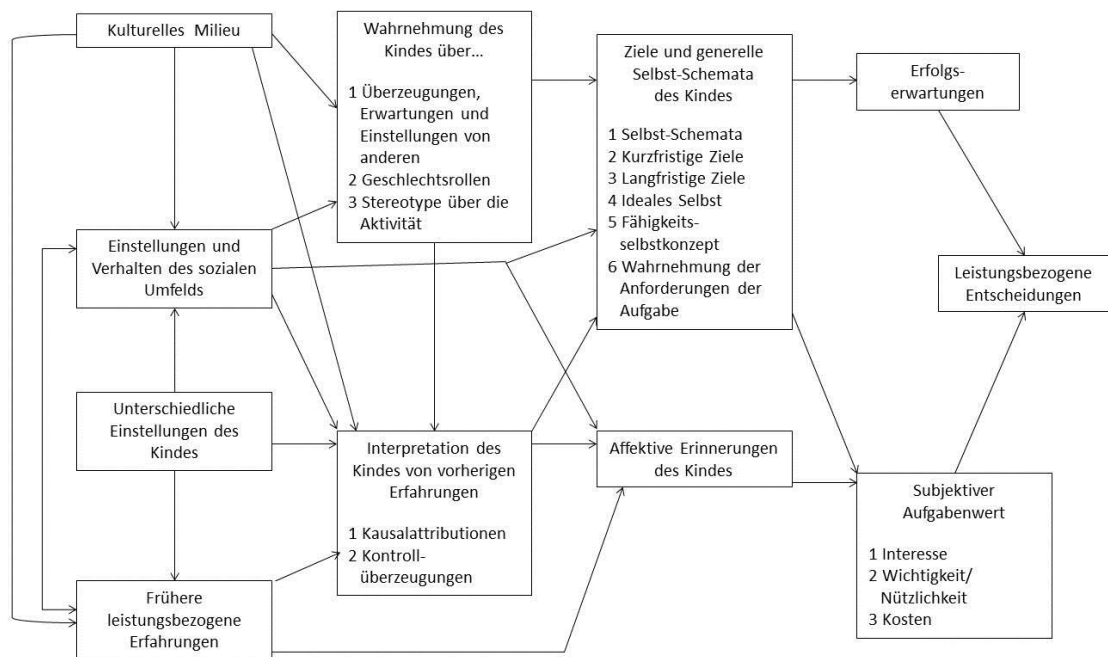 Kulturelles Milieu
Einstellungen und
Verhalten des sozialen
Umfelds
Unterschiedliche
Einstellungen des
Kindes
Frühere
leistungsbezogene
Erfahrungen
Wahrnehmung des
Kindes über...
1 Überzeugungen,
Erwartungen und
Einstellungen von
anderen
2 Geschlechtsrollen
3 Stereotype über die
Aktivität
Interpretation des
Kindes von vorherigen
Erfahrungen
1 Kausalattributionen
2 Kontroll-
überzeugungen
Ziele und generelle
Selbst-Schemata
des Kindes
1 Selbst-Schemata
2 Kurzfristige Ziele
3 Langfristige Ziele
4 Ideales Selbst
5 Fähigkeits-
selbstkonzept
6 Wahrnehmung der
Anforderungen der
Aufgabe
Affektive Erinnerungen
des Kindes
Erfolgs-
erwartungen
Leistungsbezogene
Entscheidungen
Subjektiver
Aufgabenwert
1 Interesse
2 Wichtigkeit/
Nützlichkeit
3 Kosten